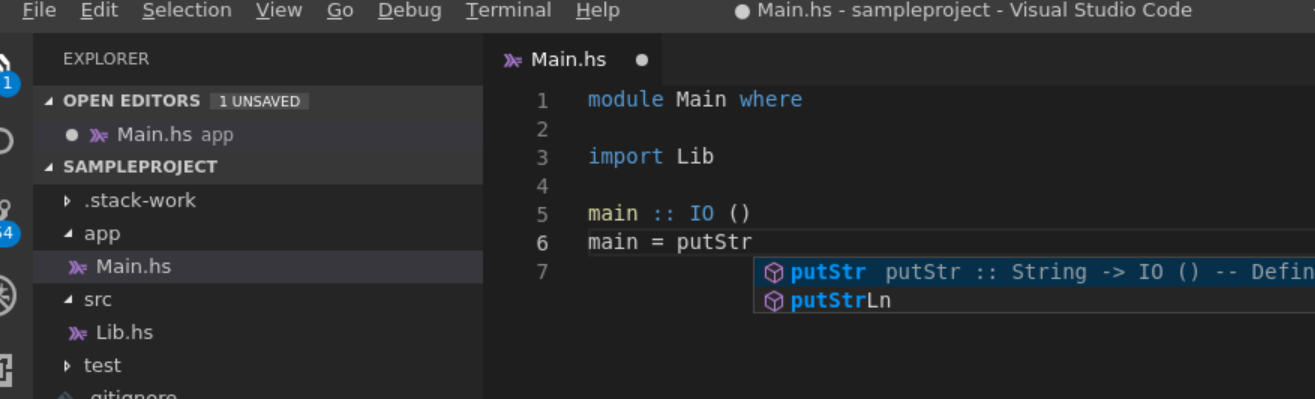 File Edit Selection View Go Debug Terminal Help
● Main.hs - sampleproject - Visual Studio Code
EXPLORER
OPEN EDITORS 1 UNSAVED
● Main.hs app
SAMPLEPROJECT
.stack-work
app
Main.hs
src
Lib.hs
test
.gitignore
1
Main.hs ●
1 module Main where
2
3 import Lib
4
5 main :: IO ()
6 main = putStr
7
putStr putStr :: String -> IO () -- Defin
putStrLn